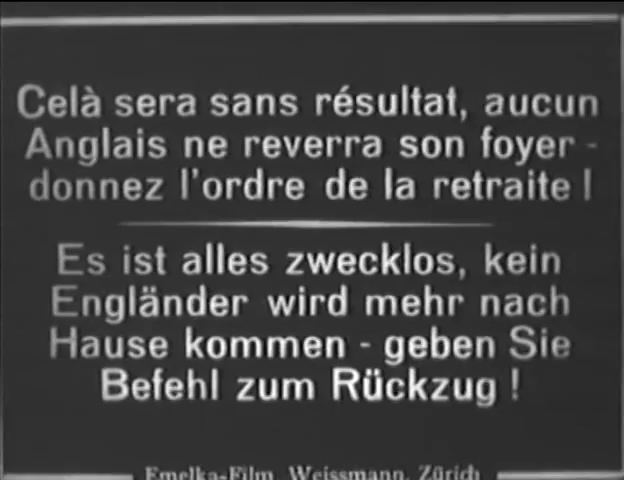 Celà sera sans résultat, aucun
Anglais ne reverra son foyer -
donnez l'ordre de la retraite !
Es ist alles zwecklos, kein
Engländer wird mehr nach
Hause kommen - geben Sie
Befehl zum Rückzug !
Emelka-Film, Weissmann, Zürich